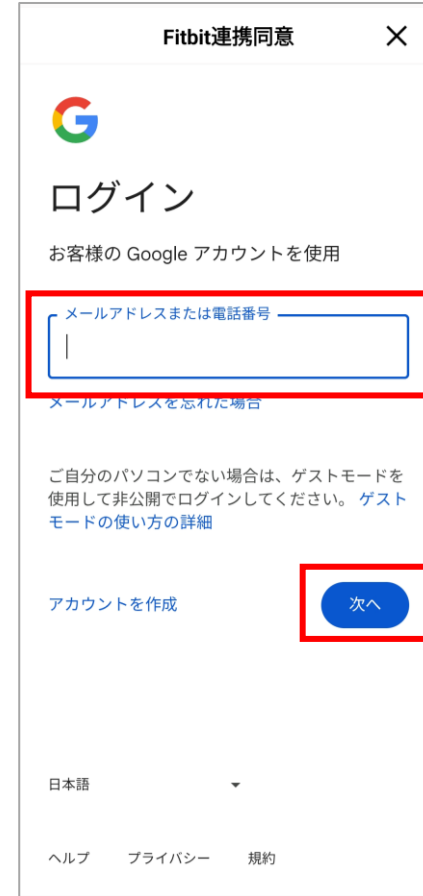 Fitbit連携同意
ログイン
お客様の Google アカウントを使用
メールアドレスまたは電話番号
メールアドレスを忘れた場合
ご自分のパソコンでない場合は、ゲストモードを
使用して非公開でログインしてください。 ゲスト
モードの使い方の詳細
アカウントを作成
次へ
日本語
ヘルプ プライバシー 規約